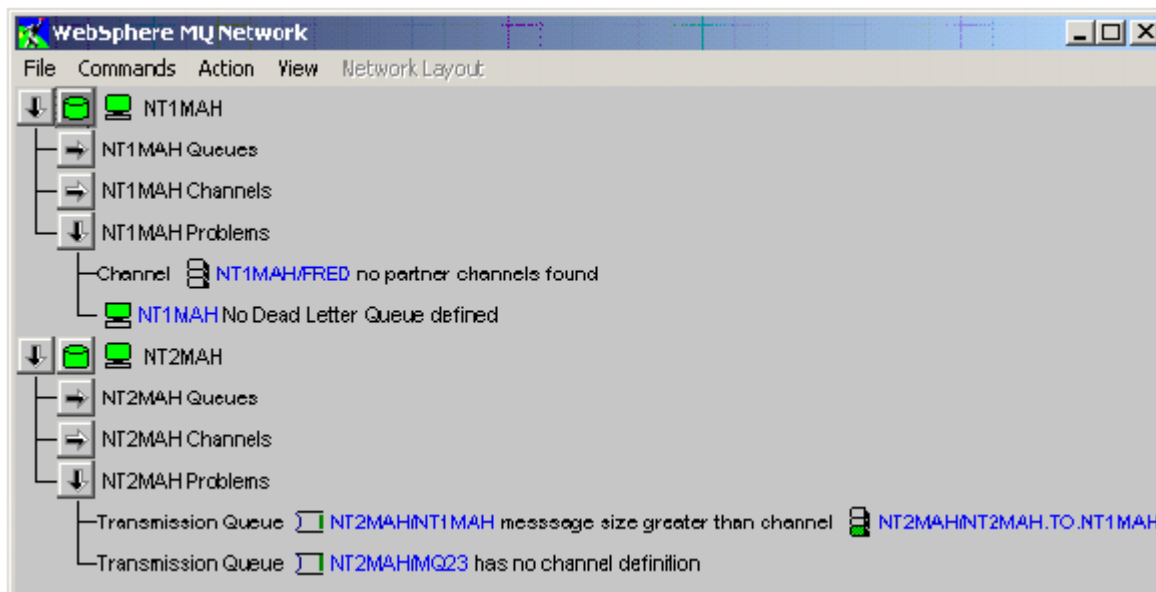 WebSphere MQ Network
File Commands Action View Network Layout
NT1MAH
NT1MAH Queues
NT1MAH Channels
NT1MAH Problems
Channel NT1MAH/FRED no partner channels found
NT1MAH No Dead Letter Queue defined
NT2MAH
NT2MAH Queues
NT2MAH Channels
NT2MAH Problems
Transmission Queue NT2MAH/NT1MAH messsage size greater than channel NT2MAH/NT2MAH.TO.NT1MAH
Transmission Queue NT2MAH/MQ23 has no channel definition